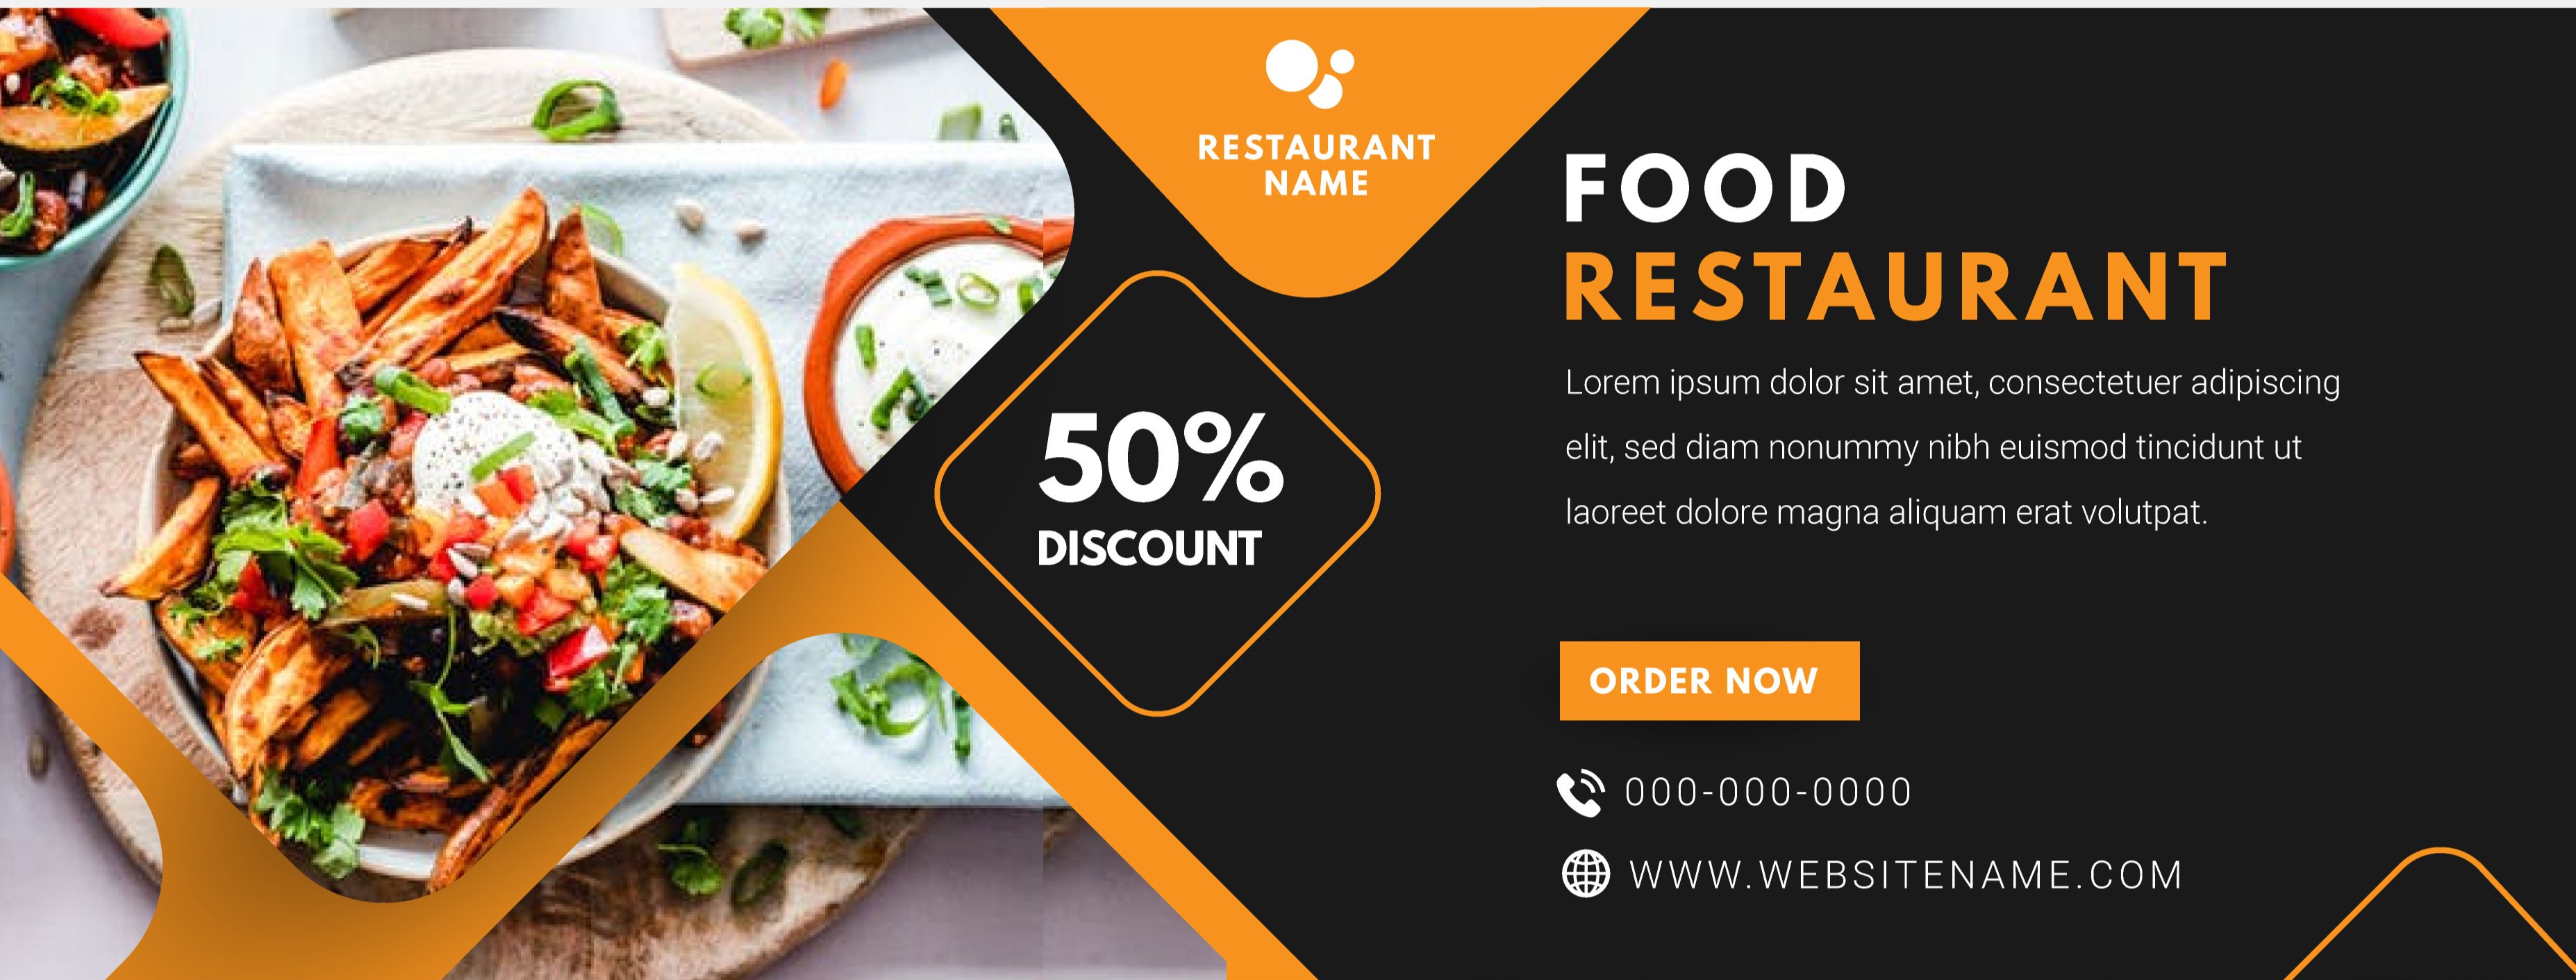 RESTAURANT
NAME
50%
DISCOUNT
FOOD
RESTAURANT
Lorem ipsum dolor sit amet, consectetuer adipiscing
elit, sed diam nonummy nibh euismod tincidunt ut
laoreet dolore magna aliquam erat volutpat.
ORDER NOW
000-000-0000
WWW.WEBSITENAME.COM